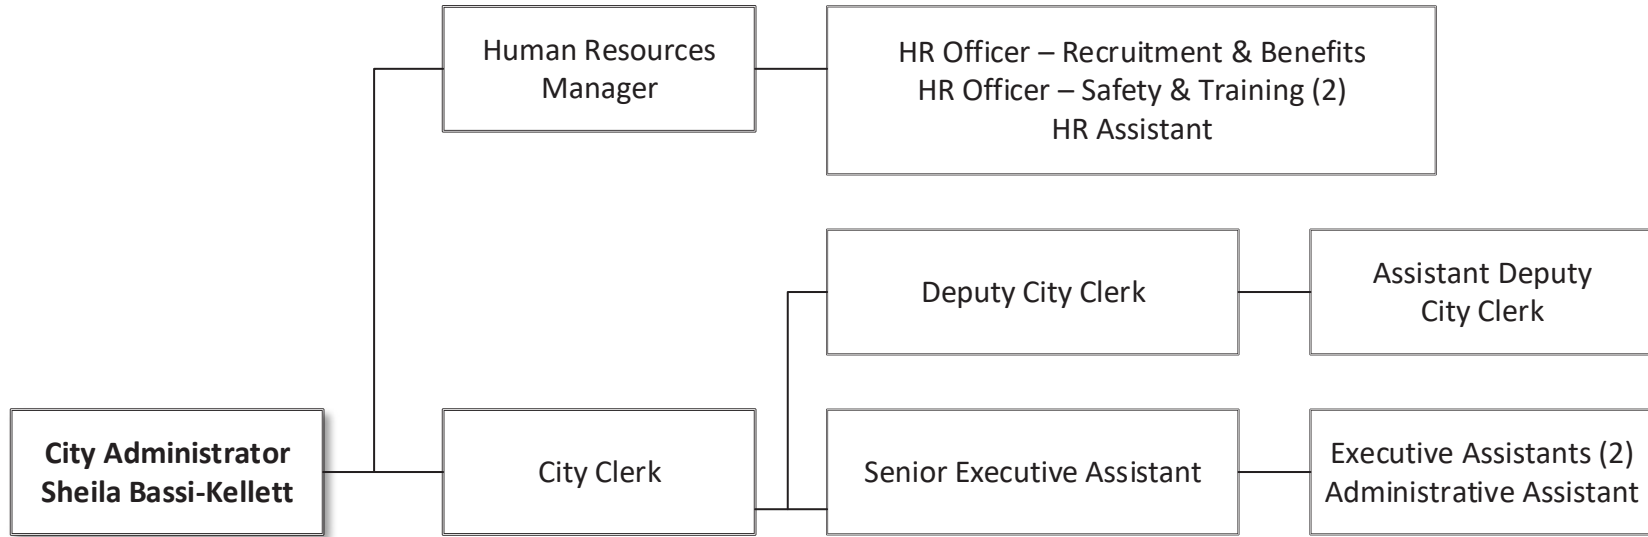 Human Resources
Manager
HR Officer – Recruitment & Benefits
HR Officer – Safety & Training (2)
HR Assistant
Deputy City Clerk
Assistant Deputy
City Clerk
City Administrator
Sheila Bassi-Kellett
City Clerk
Senior Executive Assistant
Executive Assistants (2)
Administrative Assistant